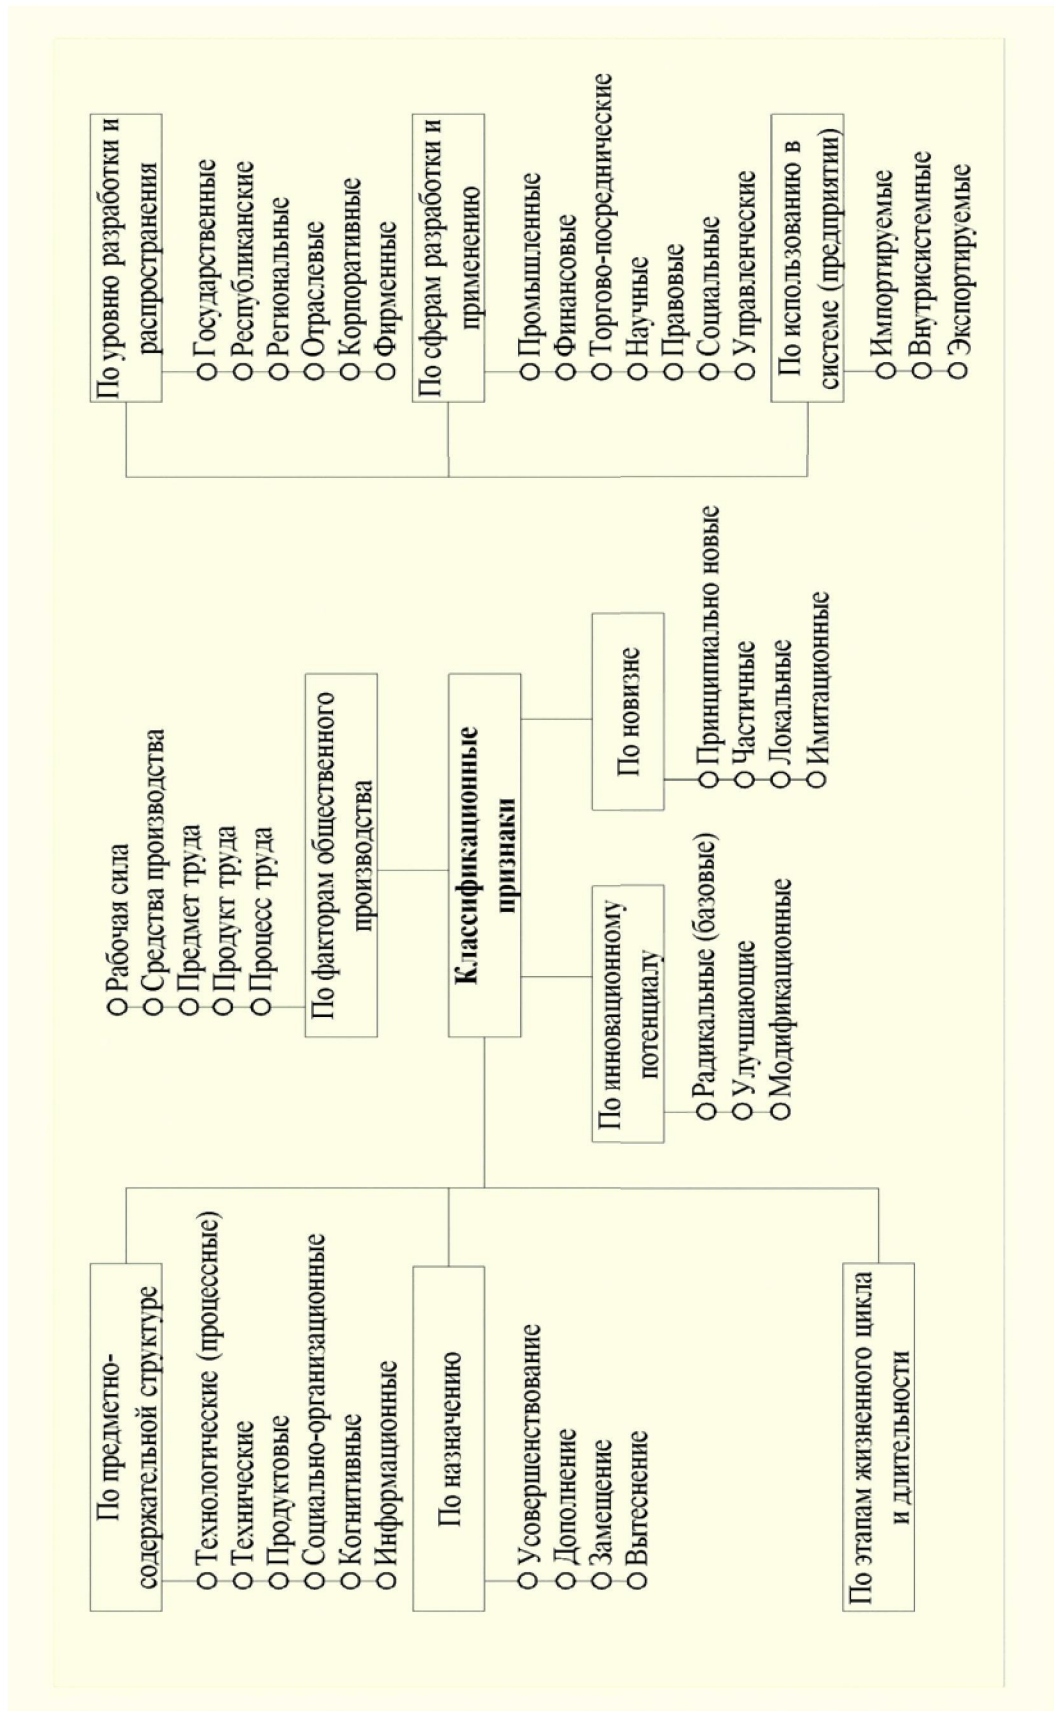 По предметно-
содержательной структуре
Технологические (процессные)
Технические
Продуктовые
Социально-организационные
Когнитивные
Информационные
По назначению
Усовершенствование
Дополнение
Замещение
Вытеснение
По этапам жизненного цикла
и длительности
Рабочая сила
Средства производства
Предмет труда
Продукт труда
Процесс труда
По факторам общественного
производства
Классификационные
признаки
По инновационному
потенциалу
Радикальные (базовые)
Улучшающие
Модификационные
По новизне
Принципиально новые
Частичные
Локальные
Имитационные
По уровню разработки и
распространения
Государственные
Республиканские
Региональные
Отраслевые
Корпоративные
Фирменные
По сферам разработки и
применению
Промышленные
Финансовые
Торгово-посреднические
Научные
Правовые
Социальные
Управленческие
По использованию в
системе (предприятии)
Импортируемые
Внутрисистемные
Экспортируемые